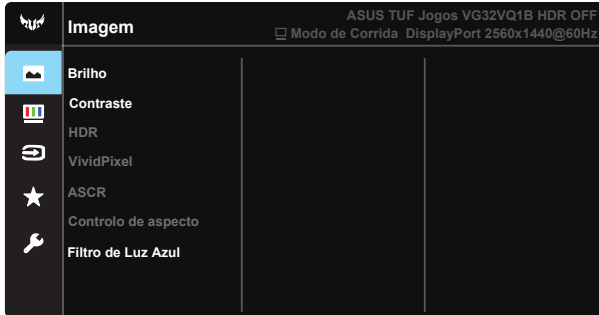 Imagem
ASUS TUF Jogos VG32VQ1B HDR OFF
Modo de Corrida DisplayPort 2560x1440@60Hz
Brilho
Contraste
HDR
VividPixel
ASCR
Controlo de aspecto
Filtro de Luz Azul